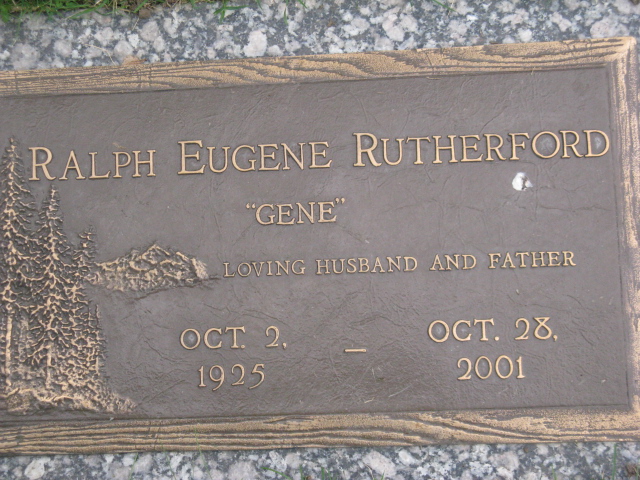 RALPH EUGENE RUTHERFORD
"GENE"
LOVING HUSBAND AND FATHER
OCT. 2, 1925 — OCT. 28, 2001